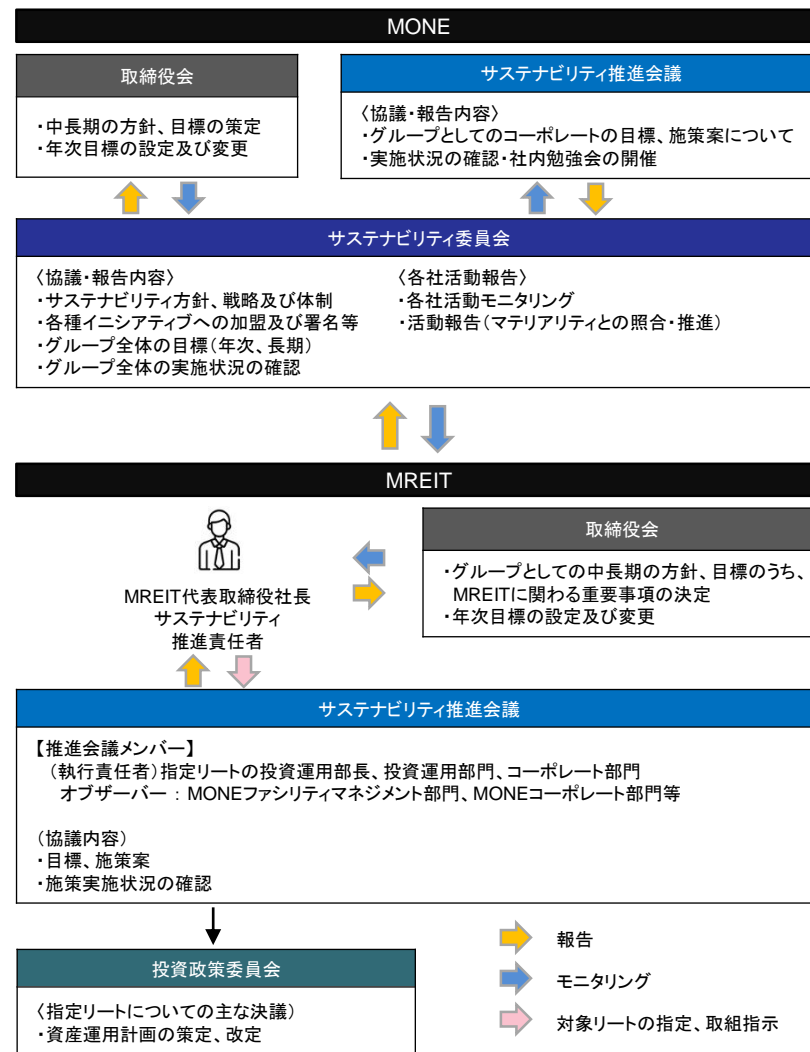 MONE
取締役会
・中長期の方針、目標の策定
・年次目標の設定及び変更
サステナビリティ推進会議
〈協議・報告内容〉
・グループとしてのコーポレートの目標、施策案について
・実施状況の確認・社内勉強会の開催
サステナビリティ委員会
〈協議・報告内容〉
・サステナビリティ方針、戦略及び体制
・各種イニシアティブへの加盟及び署名等
・グループ全体の目標（年次、長期）
・グループ全体の実施状況の確認
〈各社活動報告〉
・各社活動モニタリング
・活動報告（マテリアリティとの照合・推進）
MREIT
MREIT代表取締役社長
サステナビリティ
推進責任者
取締役会
・グループとしての中長期の方針、目標のうち、
MREITに関わる重要事項の決定
・年次目標の設定及び変更
サステナビリティ推進会議
【推進会議メンバー】
（執行責任者）指定リートの投資運用部長、投資運用部門、コーポレート部門
オブザーバー ： MONEファシリティマネジメント部門、MONEコーポレート部門等
（協議内容）
・目標、施策案
・施策実施状況の確認
投資政策委員会
〈指定リートについての主な決議）
・資産運用計画の策定、改定
報告
モニタリング
対象リートの指定、取組指示